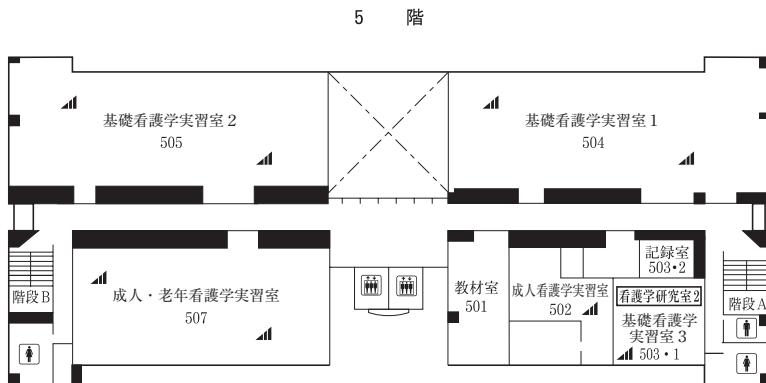 5 階
基礎看護学実習室2
505
基礎看護学実習室1
504
記録室
503・2
階段B
成人・老年看護学実習室
507
教材室
501
成人看護学実習室
502
看護学研究室2
基礎看護学
実習室3
503・1
階段A